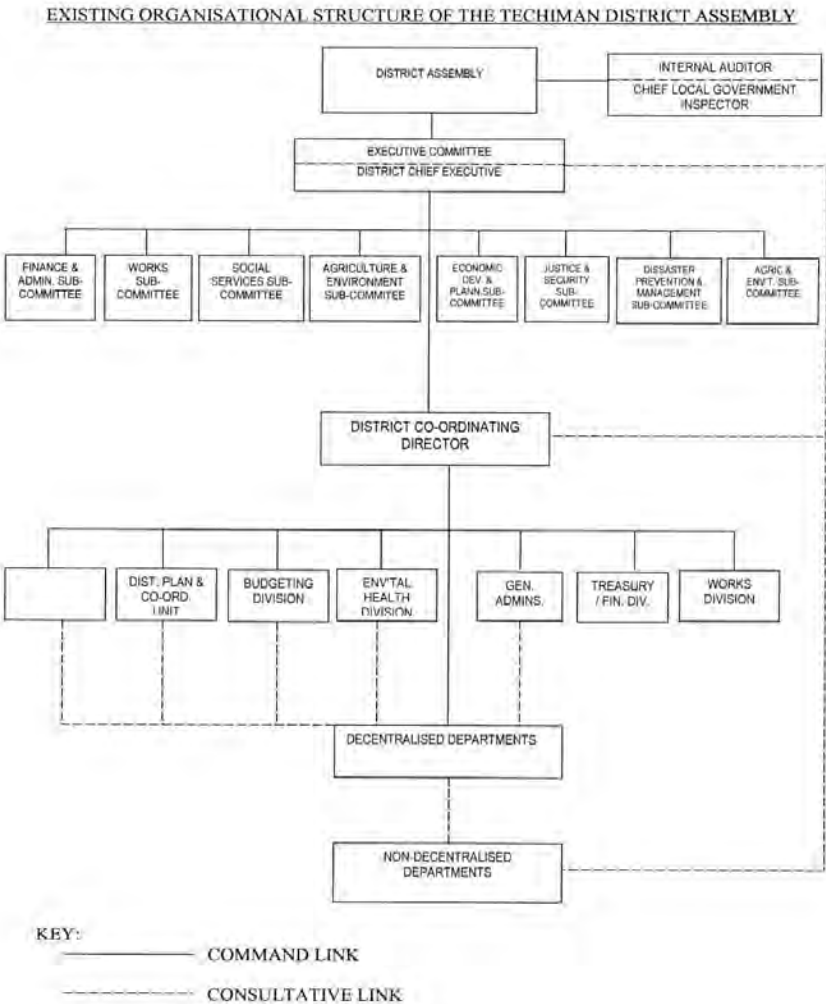 EXISTING ORGANISATIONAL STRUCTURE OF THE TECHIMAN DISTRICT ASSEMBLY
DISTRICT ASSEMBLY
INTERNAL AUDITOR
CHIEF LOCAL GOVERNMENT
INSPECTOR
EXECUTIVE COMMITTEE
DISTRICT CHIEF EXECUTIVE
FINANCE &
ADMIN. SUB-
COMMITTEE
WORKS
SUB-
COMMITTEE
SOCIAL
SERVICES SUB-
COMMITTEE
AGRICULTURE &
ENVIRONMENT
SUB-COMMITEE
ECONOMIC
DEV. &
PLANN.SUB-
COMMITTEE
JUSTICE &
SECURITY
SUB-
COMMITTEE
DISSASTER
PREVENTION &
MANAGEMENT
SUB-COMMITTEE
AGRIC &
ENV'T. SUB-
COMMITTEE
DISTRICT CO-ORDINATING
DIRECTOR
DIST. PLAN &
CO-ORD.
UNIT
BUDGETING
DIVISION
ENV'TAL
HEALTH
DIVISION
GEN.
ADMINS.
TREASURY
/ FIN. DIV.
WORKS
DIVISION
DECENTRALISED DEPARTMENTS
NON-DECENTRALISED
DEPARTMENTS
KEY:
COMMAND LINK
CONSULTATIVE LINK